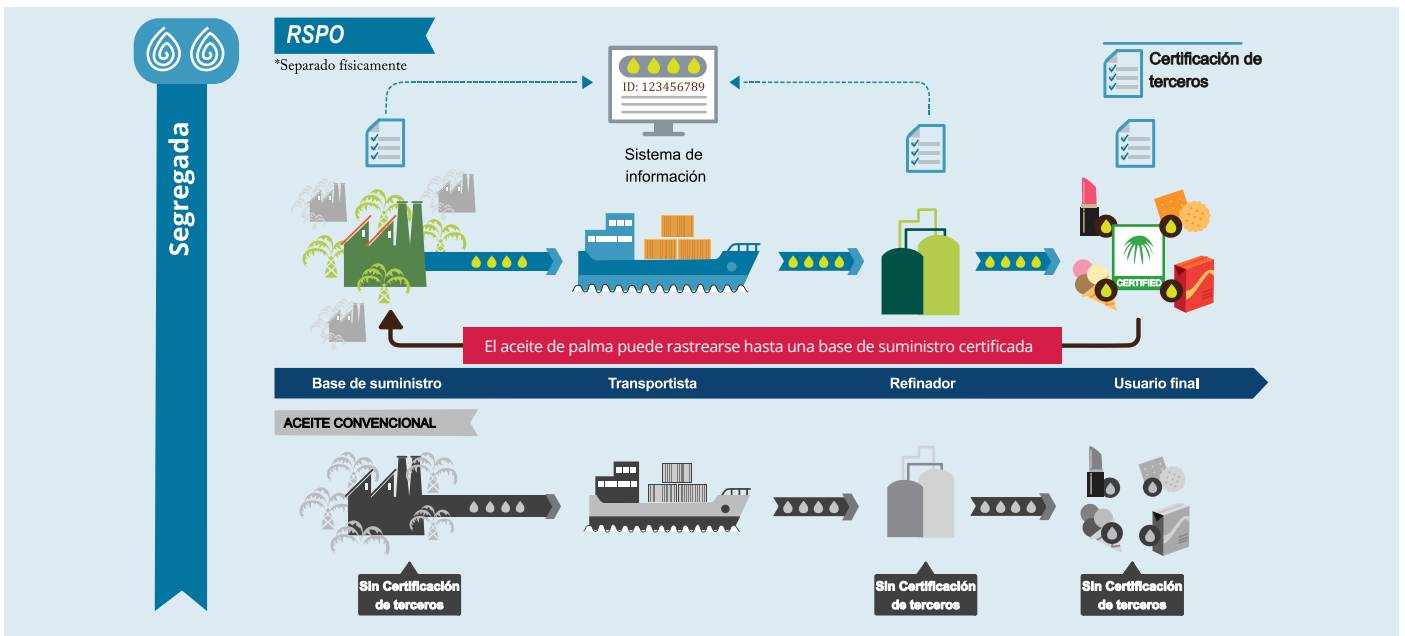 Segregada
RSPO
*Separado físicamente
ID: 123456789
Sistema de
información
Certificación de
terceros
CERTIFIED
El aceite de palma puede rastrearse hasta una base de suministro certificada
Base de suministro
Transportista
Refinador
Usuario final
ACEITE CONVENCIONAL
Sin Certificación
de terceros
Sin Certificación
de terceros
Sin Certificación
de terceros